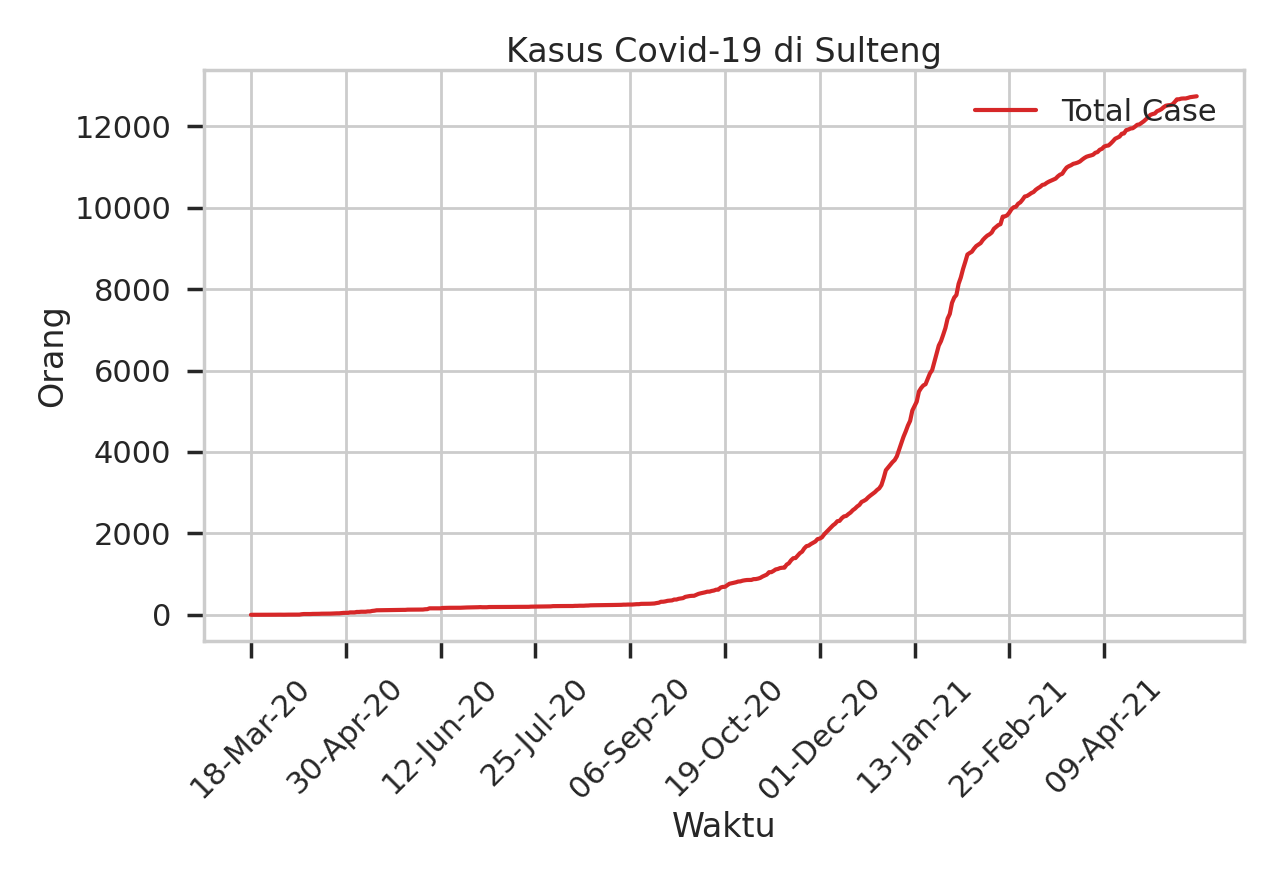 Kasus Covid-19 di Sulteng
Total Case
Orang
12000
10000
8000
6000
4000
2000
0
18-Mar-20
30-Apr-20
12-Jun-20
25-Jul-20
06-Sep-20
19-Oct-20
01-Dec-20
13-Jan-21
25-Feb-21
09-Apr-21
Waktu